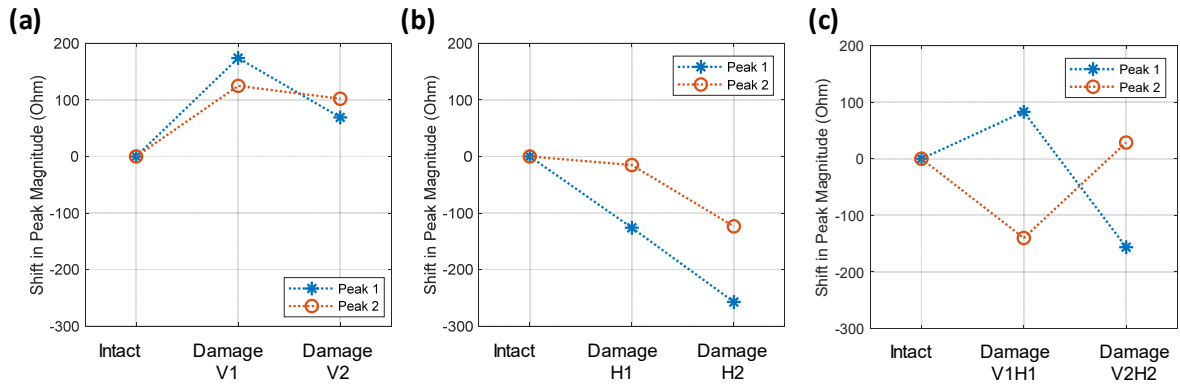 (a)
200
100
0
-100
-200
-300
Shift in Peak Magnitude (Ohm)
Peak 1
Peak 2
Intact
Damage
V1
Damage
V2
(b)
200
100
0
-100
-200
-300
Shift in Peak Magnitude (Ohm)
Peak 1
Peak 2
Intact
Damage
H1
Damage
H2
(c)
200
100
0
-100
-200
-300
Shift in Peak Magnitude (Ohm)
Peak 1
Peak 2
Intact
Damage
V1H1
Damage
V2H2